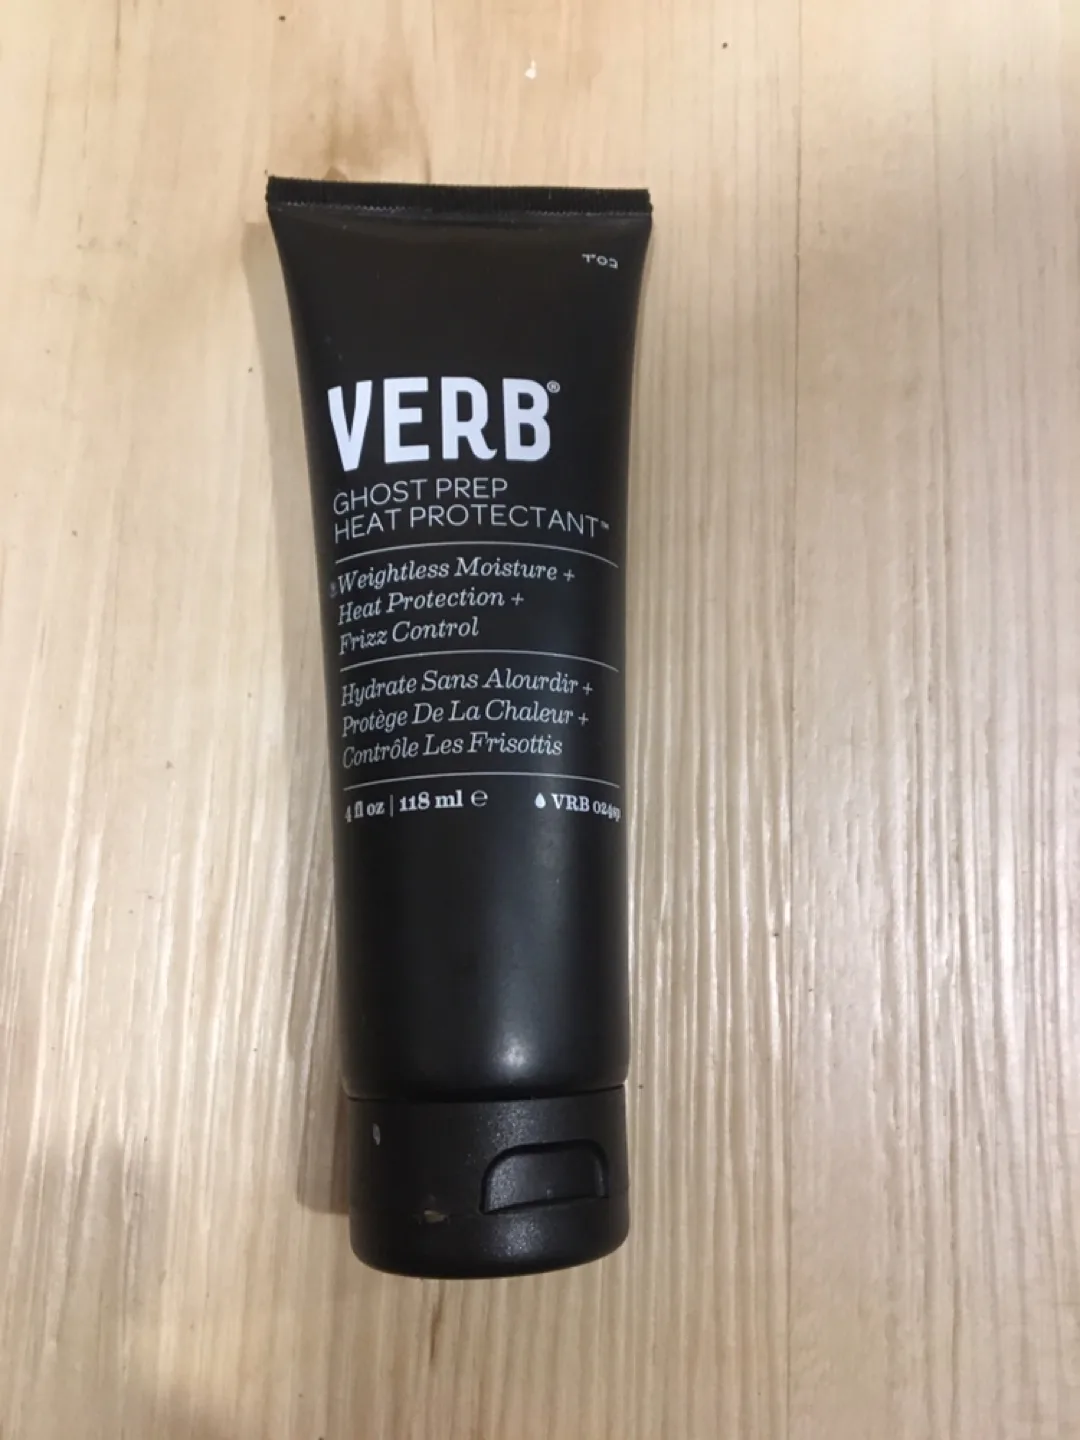 VERB®
GHOST PREP
HEAT PROTECTANT™
Weightless Moisture +
Heat Protection +
Frizz Control
Hydrate Sans Alourdir +
Protège De La Chaleur +
Contrôle Les Frisottis
4 fl oz | 118 ml ℮
VRB